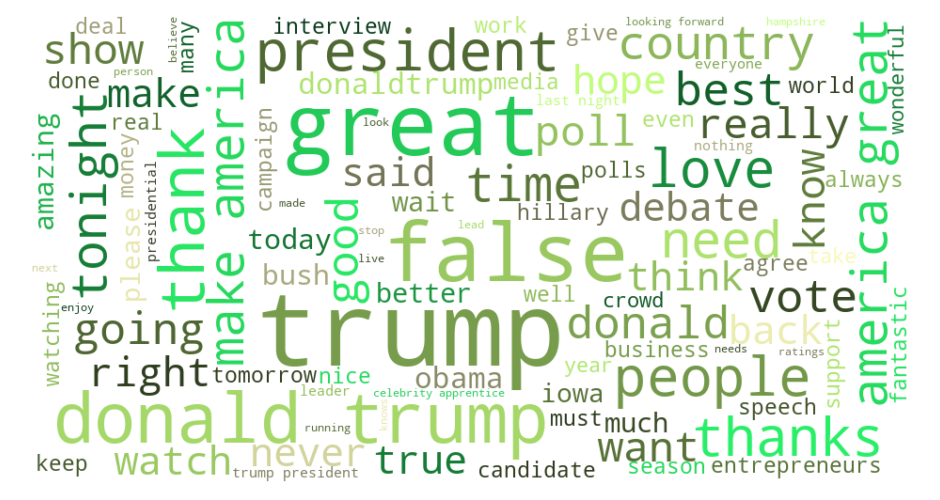 deal
believe
many
america
interview
work
looking forward
hampshire
give
show
president
country
everyone
wonderful
done
make
donaldtrump
media
hope
best
world
person
last night
real
great
look
poll
even
really
america great
amazing
tonight
money
thank
make america
campaign
said
time
polls
love
nothing
know
always
presidential
please
made
wait
hillary
debate
today
good
stop
false
lead
need
agree
take
next
live
bush
better
well
think
crowd
vote
enjoy
watching
going
trump
donald
back
business
needs
ratings
support
fantastic
right
tomorrow
nice
obama
year
people
leader
celebrity apprentice
iowa
speech
donald trump
running
knows
must
much
thanks
keep
watch
never
true
want
trump president
candidate
season
entrepreneurs